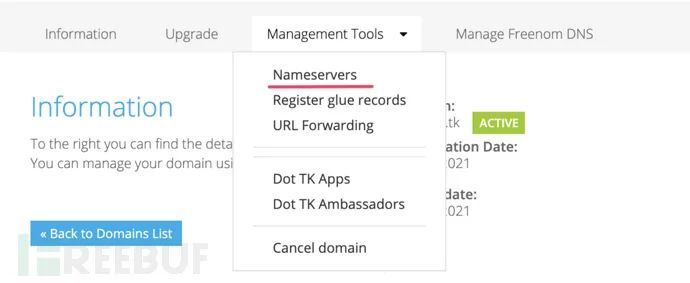 Information
Upgrade
Management Tools
Manage Freenom DNS
Nameservers
Register glue records
URL Forwarding
Dot TK Apps
Dot TK Ambassadors
Cancel domain
Information
To the right you can find the deta
You can manage your domain usi
« Back to Domains List
n:
.tk ACTIVE
ation Date:
2021
date:
2021
FREEBUF